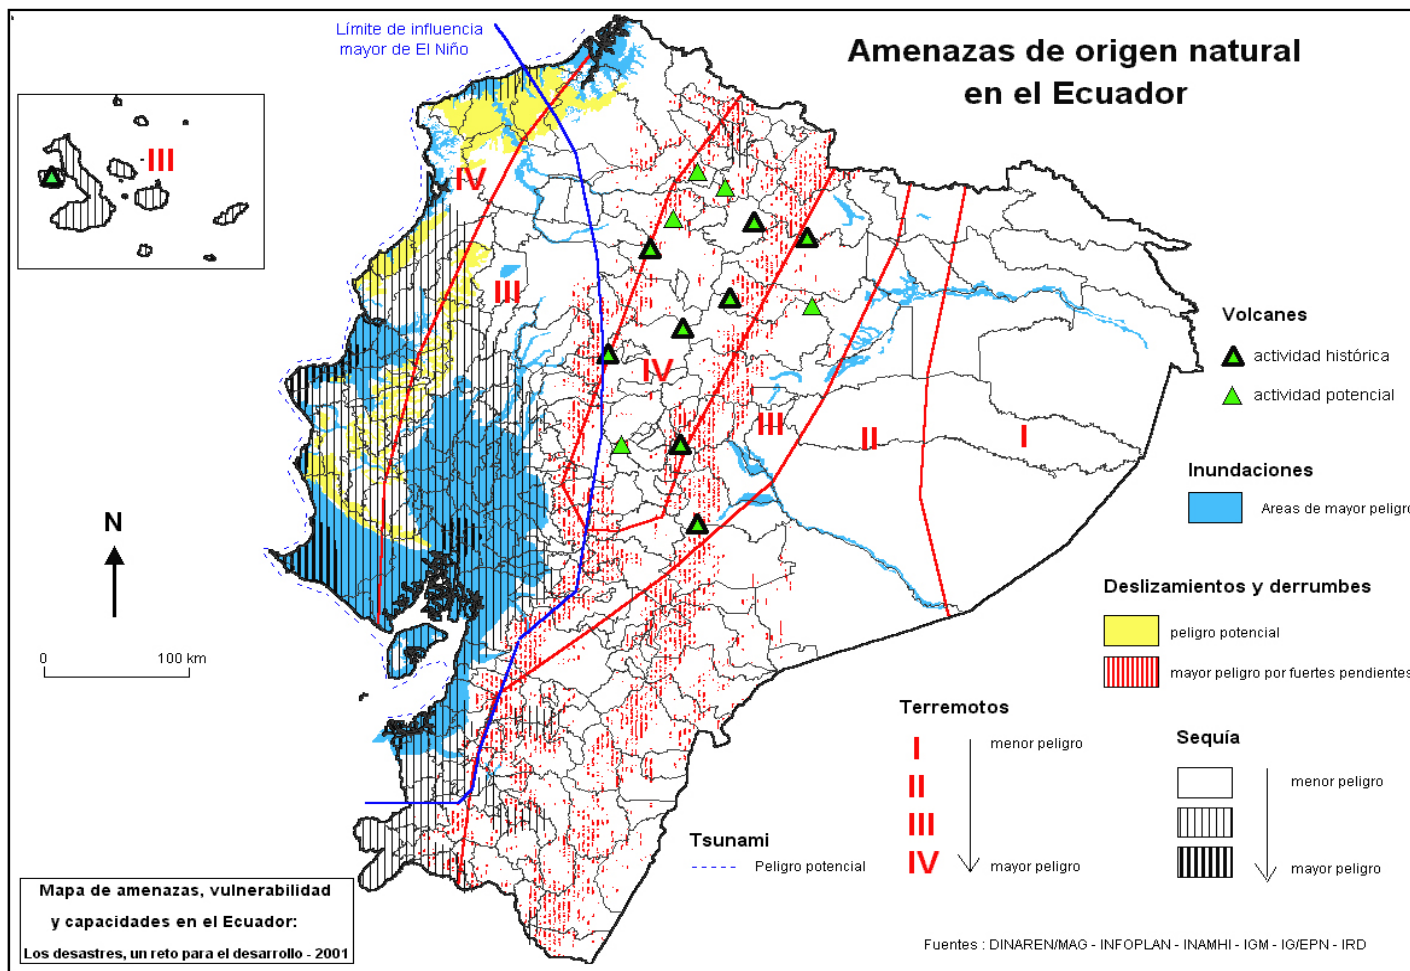 Límite de influencia
mayor de El Niño
Amenazas de origen natural
en el Ecuador
III
IV
III
IV
III
II
I
III
N
0 100 km
Volcanes
actividad histórica
actividad potencial
Inundaciones
Areas de mayor peligro
Deslizamientos y derrumbes
peligro potencial
mayor peligro por fuertes pendientes
Terremotos
I menor peligro
II
III
IV mayor peligro
Sequía
menor peligro
mayor peligro
Tsunami
Peligro potencial
Mapa de amenazas, vulnerabilidad
y capacidades en el Ecuador:
Los desastres, un reto para el desarrollo - 2001
Fuentes : DINAREN/MAG - INFOPLAN - INAMHI - IGM - IG/EPN - IRD